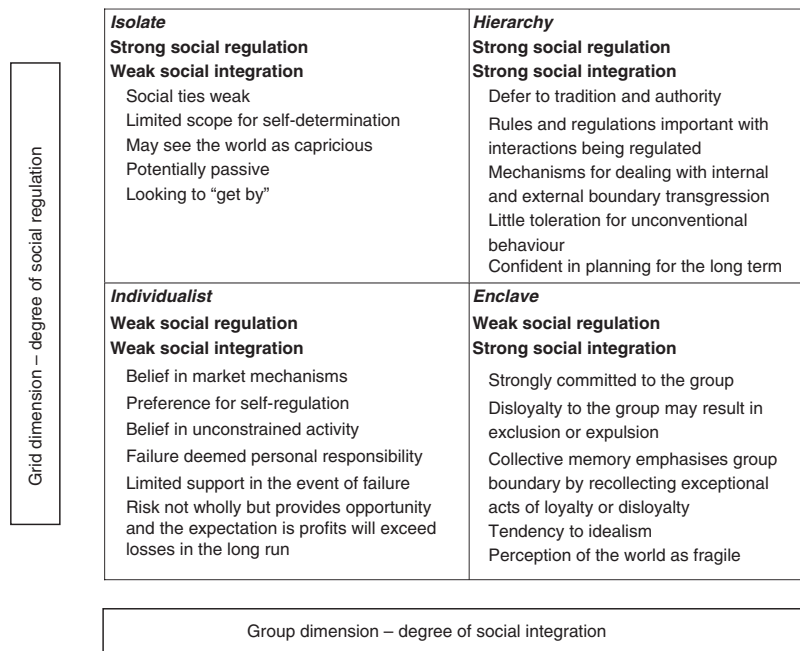 Grid dimension – degree of social regulation
Isolate
Strong social regulation
Weak social integration
Social ties weak
Limited scope for self-determination
May see the world as capricious
Potentially passive
Looking to “get by”
Hierarchy
Strong social regulation
Strong social integration
Defer to tradition and authority
Rules and regulations important with
interactions being regulated
Mechanisms for dealing with internal
and external boundary transgression
Little toleration for unconventional
behaviour
Confident in planning for the long term
Individualist
Weak social regulation
Weak social integration
Belief in market mechanisms
Preference for self-regulation
Belief in unconstrained activity
Failure deemed personal responsibility
Limited support in the event of failure
Risk not wholly but provides opportunity
and the expectation is profits will exceed
losses in the long run
Enclave
Weak social regulation
Strong social integration
Strongly committed to the group
Disloyalty to the group may result in
exclusion or expulsion
Collective memory emphasises group
boundary by recollecting exceptional
acts of loyalty or disloyalty
Tendency to idealism
Perception of the world as fragile
Group dimension – degree of social integration